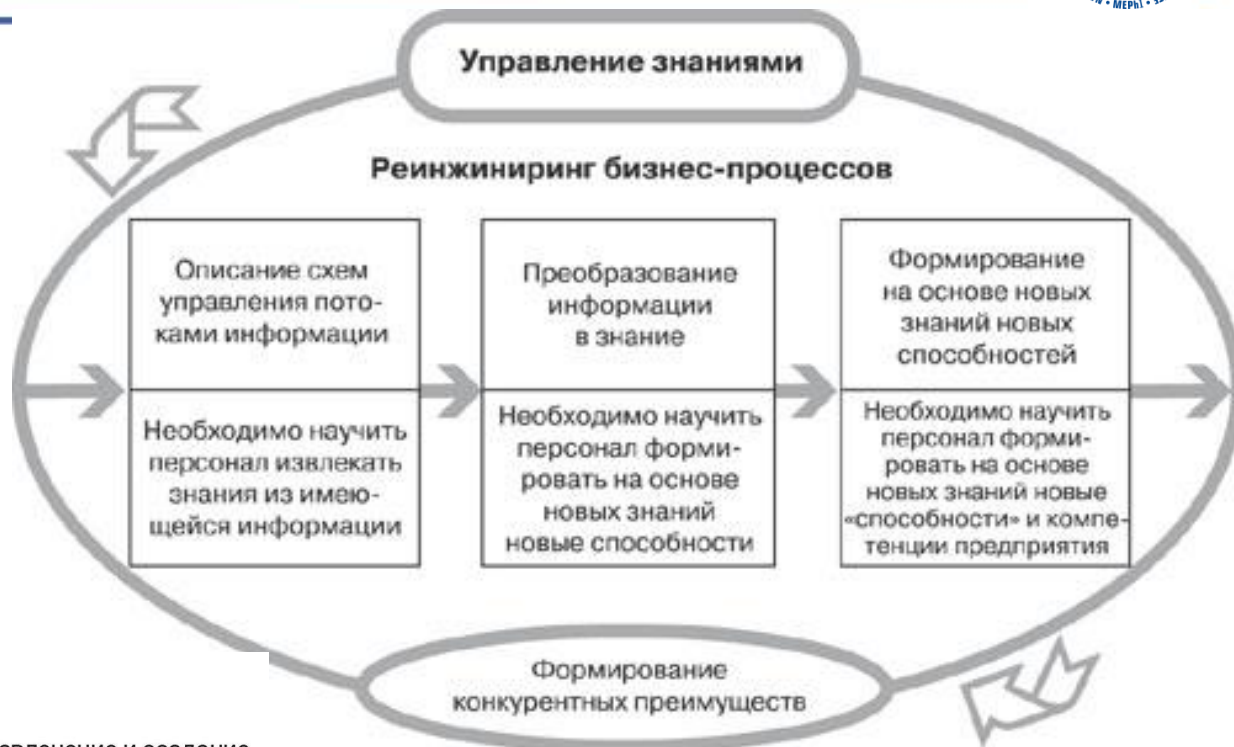 MEPhI
Управление знаниями
Реинжиниринг бизнес-процессов
Описание схем
управления пото-
ками информации
Необходимо научить
персонал извлекать
знания из имею-
щейся информации
Преобразование
информации
в знание
Необходимо научить
персонал форми-
ровать на основе
новых знаний
новые способности
Формирование
на основе новых
знаний новых
способностей
Необходимо научить
персонал форми-
ровать на основе
новых знаний новые
«способности» и компе-
тенции предприятия
Формирование
конкурентных преимуществ